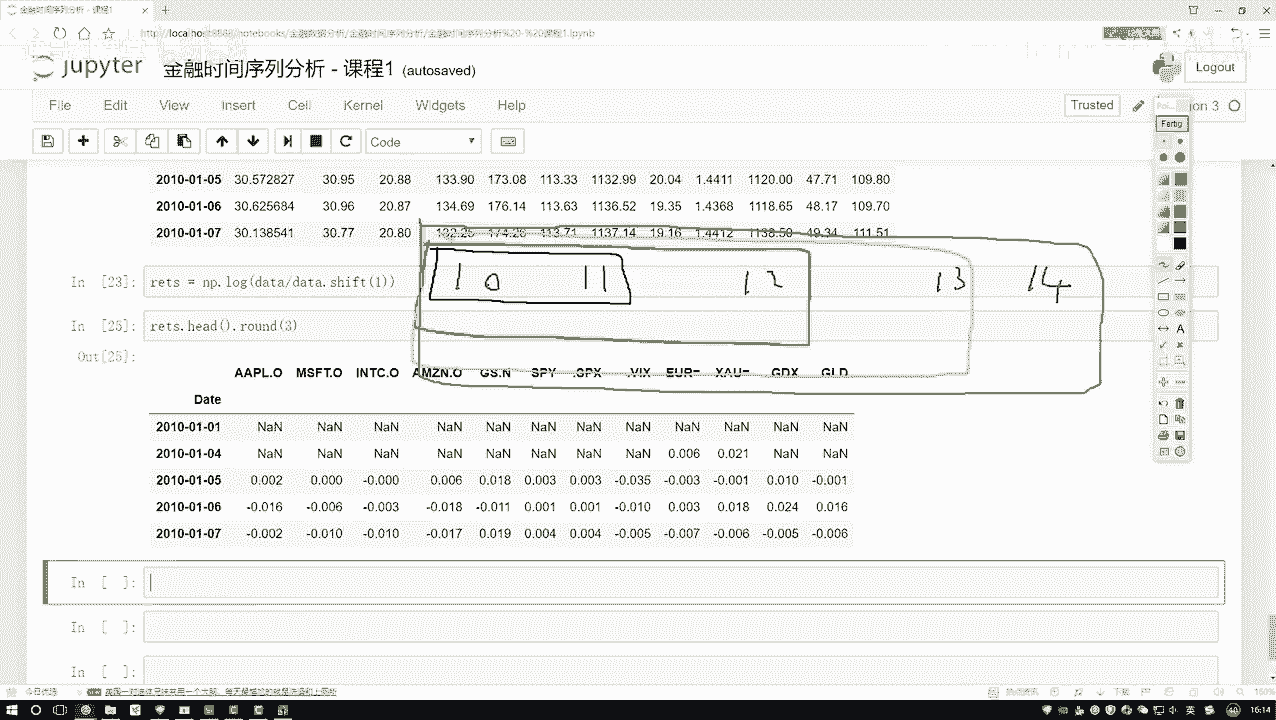 金融时间序列分析 - 课程1
jupyter 金融时间序列分析 - 课程1 (autosaved)
Logout
File Edit View Insert Cell Kernel Widgets Help
Trusted
Code
Fertig
2010-01-05 30.572827 30.95 20.88 133.90 173.08 113.33 1132.99 20.04 1.4411 1120.00 47.71 109.80
2010-01-06 30.625684 30.96 20.87 134.69 176.14 113.63 1136.52 19.35 1.4368 1118.65 48.17 109.70
2010-01-07 30.138541 30.77 20.80 1137.14 19.16 111.51
10 11 12 13 14
In [23]: rets = np.log(data/data.shift(1))
In [25]: rets.head().round(3)
Out[25]:
AAPL.O MSFT.O INTC.O AMZN.O GS.N SPY .SPX .VIX EUR= XAU= GDX GLD
Date
2010-01-01 NaN NaN NaN NaN NaN NaN NaN NaN NaN NaN NaN NaN
2010-01-04 NaN NaN NaN NaN NaN NaN NaN NaN 0.006 0.021 NaN NaN
2010-01-05 0.002 0.000 -0.000 0.006 0.018 0.003 0.003 -0.035 -0.003 -0.001 0.010 -0.001
2010-01-06 -0.016 -0.006 -0.003 -0.018 -0.011 0.001 0.001 -0.010 0.003 0.018 0.024 0.016
2010-01-07 -0.002 -0.010 -0.010 -0.017 0.019 0.004 0.004 -0.005 -0.007 -0.006 -0.005 -0.006
In [ ]:
In [ ]:
In [ ]:
160%
16:14